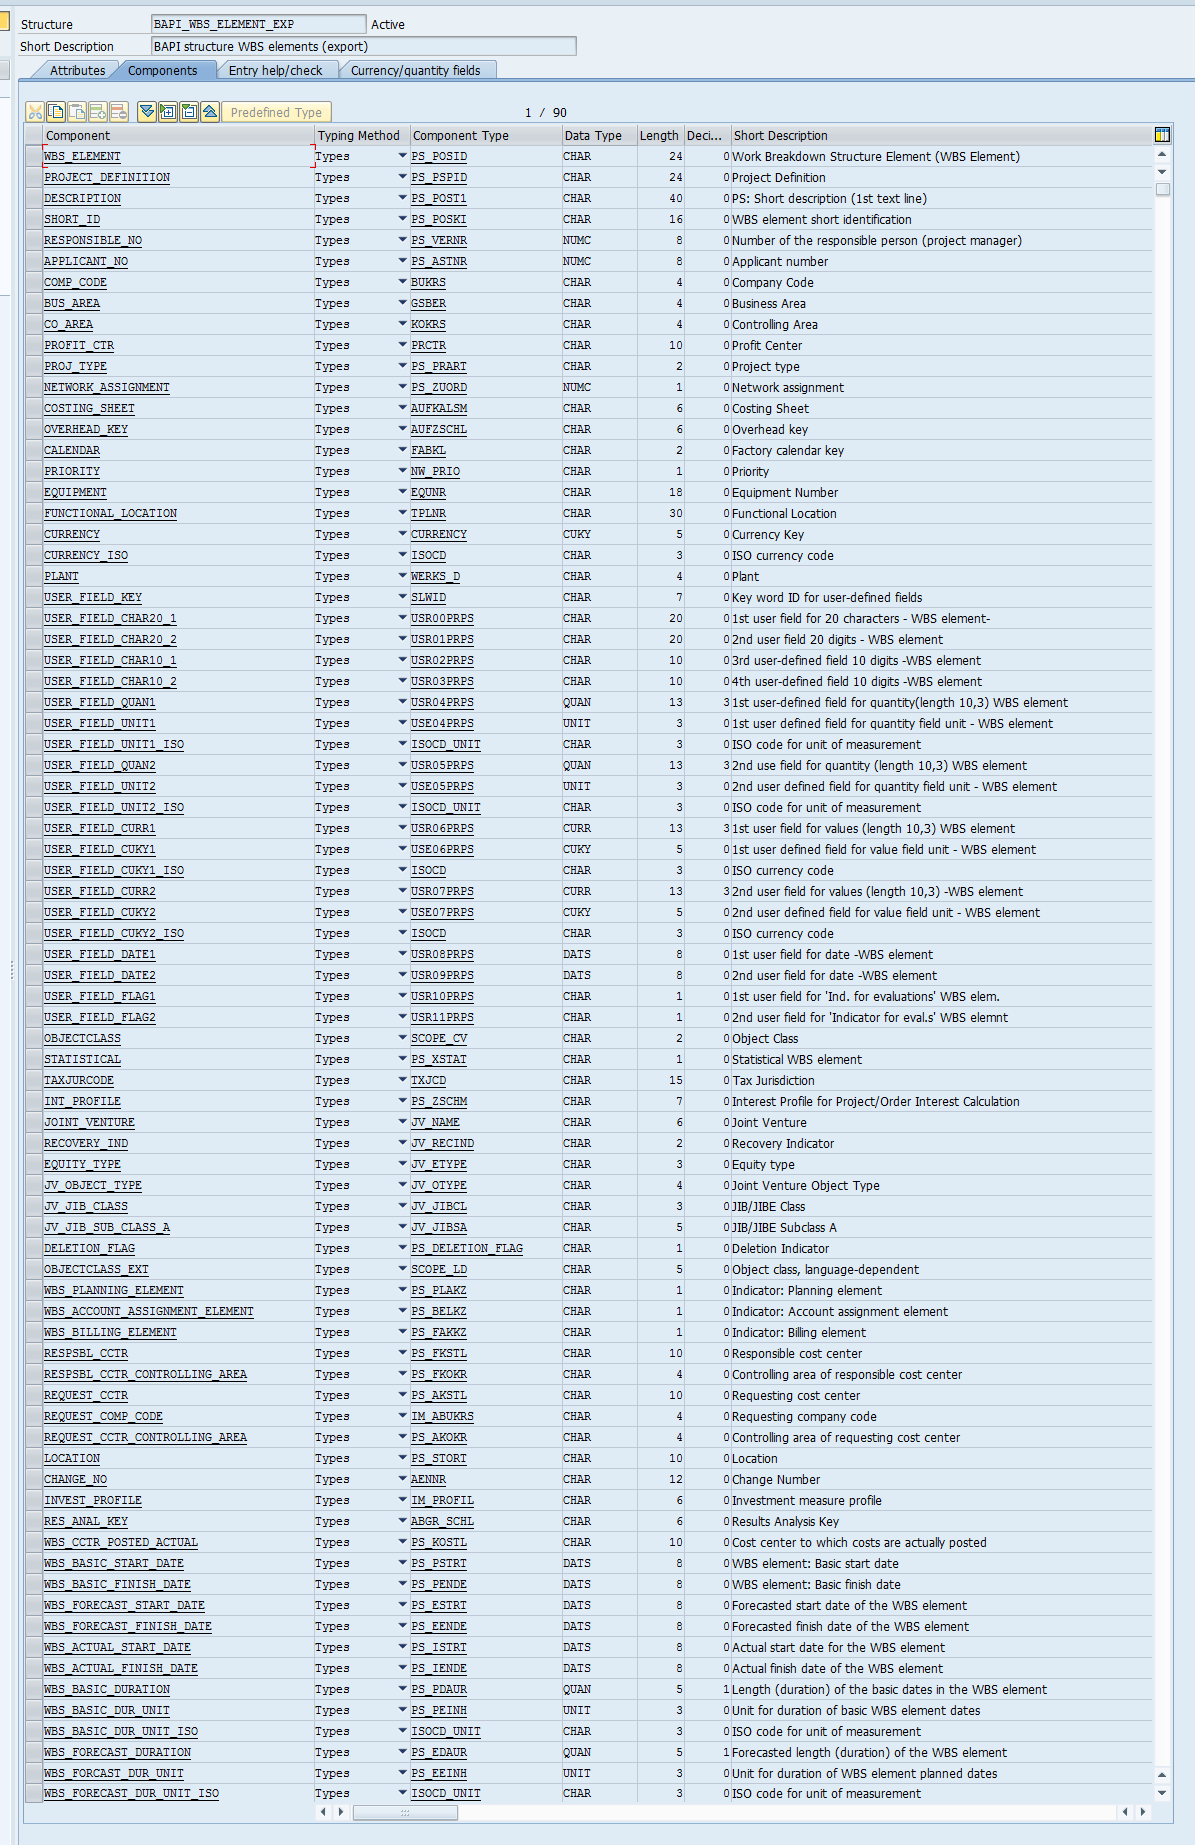 Structure BAPI_WBS_ELEMENT_EXP Active
Short Description BAPI structure WBS elements (export)
Attributes Components Entry help/check Currency/quantity fields
Predefined Type 1 / 90
Component Typing Method Component Type Data Type Length Deci... Short Description
WBS_ELEMENT Types PS_POSID CHAR 24 0 Work Breakdown Structure Element (WBS Element)
PROJECT_DEFINITION Types PS_PSPID CHAR 24 0 Project Definition
DESCRIPTION Types PS_POST1 CHAR 40 0 PS: Short description (1st text line)
SHORT_ID Types PS_POSKI CHAR 16 0 WBS element short identification
RESPONSIBLE_NO Types PS_VERNR NUMC 8 0 Number of the responsible person (project manager)
APPLICANT_NO Types PS_ASTNR NUMC 8 0 Applicant number
COMP_CODE Types BUKRS CHAR 4 0 Company Code
BUS_AREA Types GSBER CHAR 4 0 Business Area
CO_AREA Types KOKRS CHAR 4 0 Controlling Area
PROFIT_CTR Types PRCTR CHAR 10 0 Profit Center
PROJ_TYPE Types PS_PRART CHAR 2 0 Project type
NETWORK_ASSIGNMENT Types PS_ZUORD NUMC 1 0 Network assignment
COSTING_SHEET Types AUFKALSM CHAR 6 0 Costing Sheet
OVERHEAD_KEY Types AUFZSCHL CHAR 6 0 Overhead key
CALENDAR Types FABKL CHAR 2 0 Factory calendar key
PRIORITY Types NW_PRIO CHAR 1 0 Priority
EQUIPMENT Types EQUNR CHAR 18 0 Equipment Number
FUNCTIONAL_LOCATION Types TPLNR CHAR 30 0 Functional Location
CURRENCY Types CURRENCY CUKY 5 0 Currency Key
CURRENCY_ISO Types ISOCD CHAR 3 0 ISO currency code
PLANT Types WERKS_D CHAR 4 0 Plant
USER_FIELD_KEY Types SLWID CHAR 7 0 Key word ID for user-defined fields
USER_FIELD_CHAR20_1 Types USR00PRPS CHAR 20 0 1st user field for 20 characters - WBS element-
USER_FIELD_CHAR20_2 Types USR01PRPS CHAR 20 0 2nd user field 20 digits - WBS element
USER_FIELD_CHAR10_1 Types USR02PRPS CHAR 10 0 3rd user-defined field 10 digits -WBS element
USER_FIELD_CHAR10_2 Types USR03PRPS CHAR 10 0 4th user-defined field 10 digits -WBS element
USER_FIELD_QUAN1 Types USR04PRPS QUAN 13 3 1st user-defined field for quantity(length 10,3) WBS element
USER_FIELD_UNIT1 Types USE04PRPS UNIT 3 0 1st user defined field for quantity field unit - WBS element
USER_FIELD_UNIT1_ISO Types ISOCD_UNIT CHAR 3 0 ISO code for unit of measurement
USER_FIELD_QUAN2 Types USR05PRPS QUAN 13 3 2nd use field for quantity (length 10,3) WBS element
USER_FIELD_UNIT2 Types USE05PRPS UNIT 3 0 2nd user defined field for quantity field unit - WBS element
USER_FIELD_UNIT2_ISO Types ISOCD_UNIT CHAR 3 0 ISO code for unit of measurement
USER_FIELD_CURR1 Types USR06PRPS CURR 13 3 1st user field for values (length 10,3) WBS element
USER_FIELD_CUKY1 Types USE06PRPS CUKY 5 0 1st user defined field for value field unit - WBS element
USER_FIELD_CUKY1_ISO Types ISOCD CHAR 3 0 ISO currency code
USER_FIELD_CURR2 Types USR07PRPS CURR 13 3 2nd user field for values (length 10,3) -WBS element
USER_FIELD_CUKY2 Types USE07PRPS CUKY 5 0 2nd user defined field for value field unit - WBS element
USER_FIELD_CUKY2_ISO Types ISOCD CHAR 3 0 ISO currency code
USER_FIELD_DATE1 Types USR08PRPS DATS 8 0 1st user field for date -WBS element
USER_FIELD_DATE2 Types USR09PRPS DATS 8 0 2nd user field for date -WBS element
USER_FIELD_FLAG1 Types USR10PRPS CHAR 1 0 1st user field for 'Ind. for evaluations' WBS elem.
USER_FIELD_FLAG2 Types USR11PRPS CHAR 1 0 2nd user field for 'Indicator for eval.s' WBS elemnt
OBJECTCLASS Types SCOPE_CV CHAR 2 0 Object Class
STATISTICAL Types PS_XSTAT CHAR 1 0 Statistical WBS element
TAXJURCODE Types TXJCD CHAR 15 0 Tax Jurisdiction
INT_PROFILE Types PS_ZSCHM CHAR 7 0 Interest Profile for Project/Order Interest Calculation
JOINT_VENTURE Types JV_NAME CHAR 6 0 Joint Venture
RECOVERY_IND Types JV_RECIND CHAR 2 0 Recovery Indicator
EQUITY_TYPE Types JV_ETYPE CHAR 3 0 Equity type
JV_OBJECT_TYPE Types JV_OTYPE CHAR 4 0 Joint Venture Object Type
JV_JIB_CLASS Types JV_JIBCL CHAR 3 0 JIB/JIBE Class
JV_JIB_SUB_CLASS_A Types JV_JIBSA CHAR 5 0 JIB/JIBE Subclass A
DELETION_FLAG Types PS_DELETION_FLAG CHAR 1 0 Deletion Indicator
OBJECTCLASS_EXT Types SCOPE_LD CHAR 5 0 Object class, language-dependent
WBS_PLANNING_ELEMENT Types PS_PLAKZ CHAR 1 0 Indicator: Planning element
WBS_ACCOUNT_ASSIGNMENT_ELEMENT Types PS_BELKZ CHAR 1 0 Indicator: Account assignment element
WBS_BILLING_ELEMENT Types PS_FAKKZ CHAR 1 0 Indicator: Billing element
RESPSBL_CCTR Types PS_FKSTL CHAR 10 0 Responsible cost center
RESPSBL_CCTR_CONTROLLING_AREA Types PS_FKOKR CHAR 4 0 Controlling area of responsible cost center
REQUEST_CCTR Types PS_AKSTL CHAR 10 0 Requesting cost center
REQUEST_COMP_CODE Types IM_ABUKRS CHAR 4 0 Requesting company code
REQUEST_CCTR_CONTROLLING_AREA Types PS_AKOKR CHAR 4 0 Controlling area of requesting cost center
LOCATION Types PS_STORT CHAR 10 0 Location
CHANGE_NO Types AENNR CHAR 12 0 Change Number
INVEST_PROFILE Types IM_PROFIL CHAR 6 0 Investment measure profile
RES_ANAL_KEY Types ABGR_SCHL CHAR 6 0 Results Analysis Key
WBS_CCTR_POSTED_ACTUAL Types PS_KOSTL CHAR 10 0 Cost center to which costs are actually posted
WBS_BASIC_START_DATE Types PS_PSTRT DATS 8 0 WBS element: Basic start date
WBS_BASIC_FINISH_DATE Types PS_PENDE DATS 8 0 WBS element: Basic finish date
WBS_FORECAST_START_DATE Types PS_ESTRT DATS 8 0 Forecasted start date of the WBS element
WBS_FORECAST_FINISH_DATE Types PS_EENDE DATS 8 0 Forecasted finish date of the WBS element
WBS_ACTUAL_START_DATE Types PS_ISTRT DATS 8 0 Actual start date for the WBS element
WBS_ACTUAL_FINISH_DATE Types PS_IENDE DATS 8 0 Actual finish date of the WBS element
WBS_BASIC_DURATION Types PS_PDAUR QUAN 5 1 Length (duration) of the basic dates in the WBS element
WBS_BASIC_DUR_UNIT Types PS_PEINH UNIT 3 0 Unit for duration of basic WBS element dates
WBS_BASIC_DUR_UNIT_ISO Types ISOCD_UNIT CHAR 3 0 ISO code for unit of measurement
WBS_FORECAST_DURATION Types PS_EDAUR QUAN 5 1 Forecasted length (duration) of the WBS element
WBS_FORCAST_DUR_UNIT Types PS_EEINH UNIT 3 0 Unit for duration of WBS element planned dates
WBS_FORECAST_DUR_UNIT_ISO Types ISOCD_UNIT CHAR 3 0 ISO code for unit of measurement